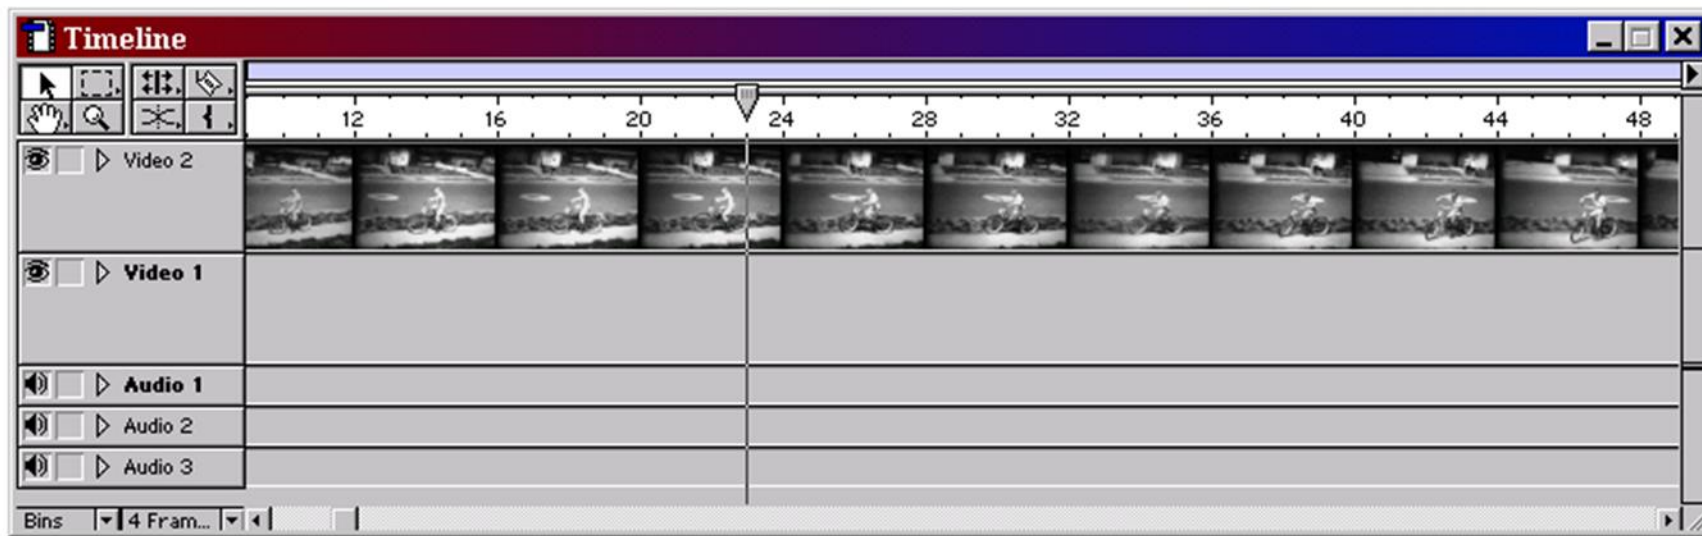 Timeline
12 16 20 24 28 32 36 40 44 48
Video 2
Video 1
Audio 1
Audio 2
Audio 3
Bins 4 Fram...